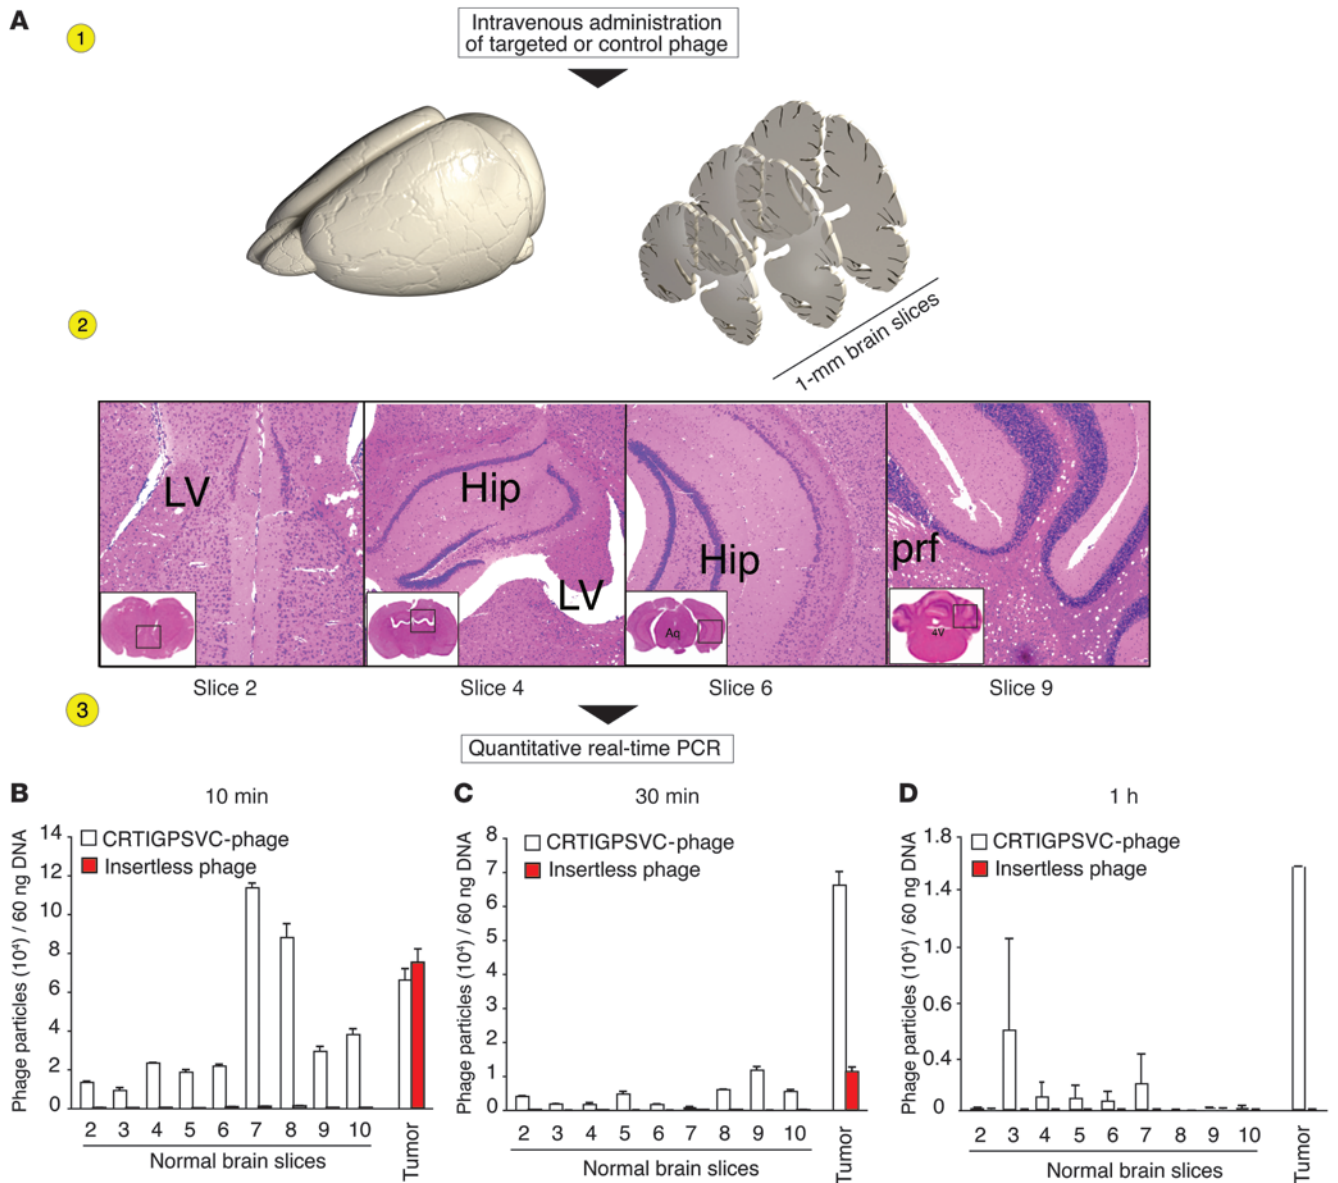 A
1
Intravenous administration
of targeted or control phage
2
1-mm brain slices
LV
Hip
LV
Hip
Aq
prf
4V
Slice 2
Slice 4
Slice 6
Slice 9
3
Quantitative real-time PCR
B
10 min
CRTIGPSVC-phage
Insertless phage
Phage particles (10⁴) / 60 ng DNA
14
12
10
8
6
4
2
0
2 3 4 5 6 7 8 9 10
Normal brain slices
Tumor
C
30 min
CRTIGPSVC-phage
Insertless phage
Phage particles (10⁴) / 60 ng DNA
8
7
6
5
4
3
2
1
0
2 3 4 5 6 7 8 9 10
Normal brain slices
Tumor
D
1 h
CRTIGPSVC-phage
Insertless phage
Phage particles (10⁴) / 60 ng DNA
1.8
1.4
1.0
0.6
0.4
0
2 3 4 5 6 7 8 9 10
Normal brain slices
Tumor